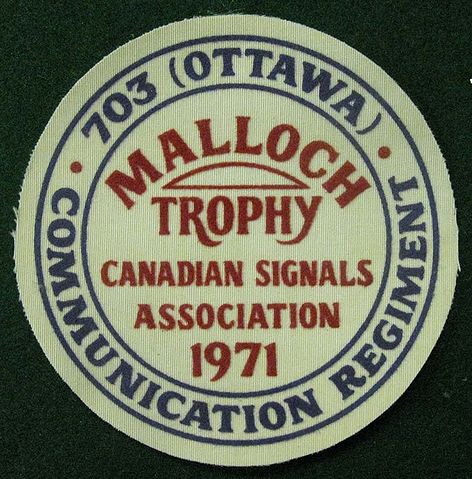 703 (OTTAWA)
COMMUNICATION REGIMENT
MALLOCH
TROPHY
CANADIAN SIGNALS
ASSOCIATION
1971